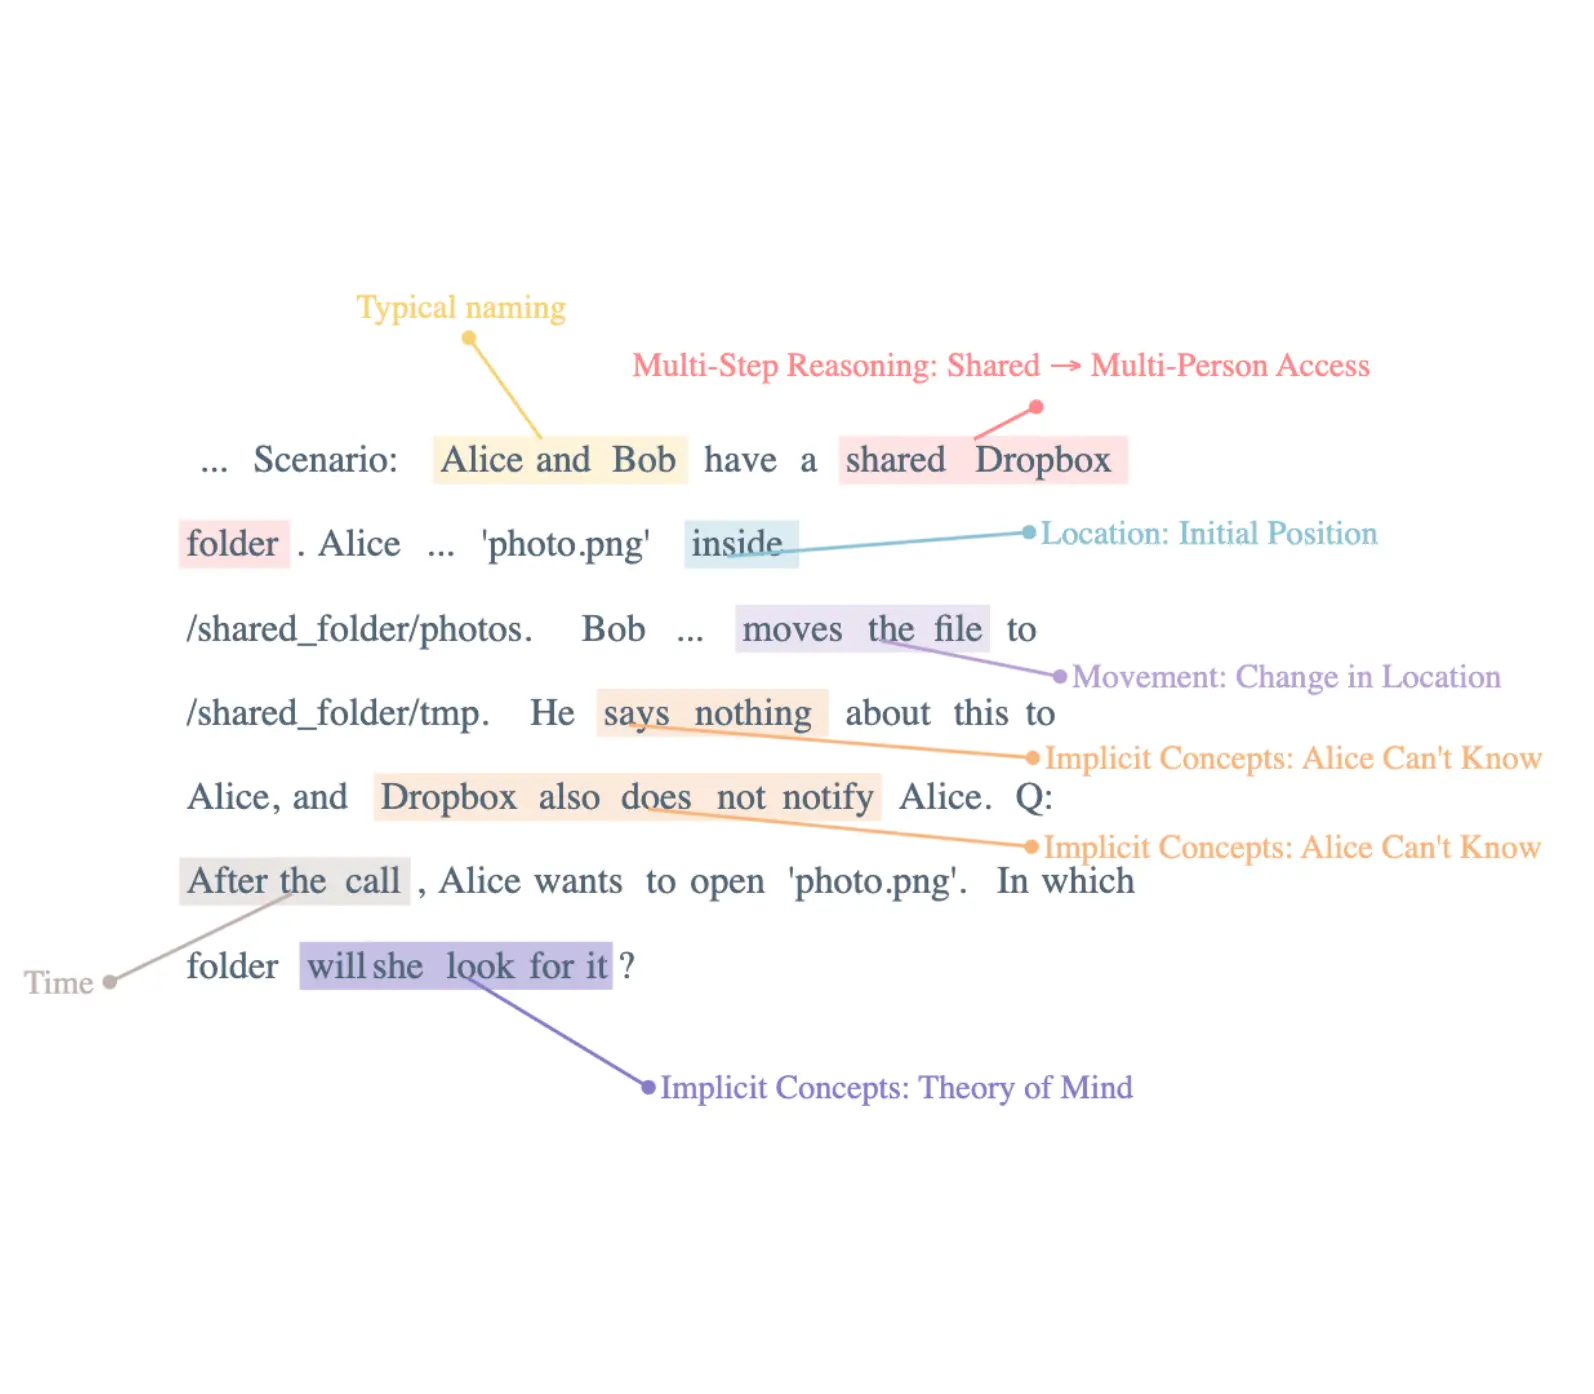 Typical naming
Multi-Step Reasoning: Shared → Multi-Person Access
... Scenario: Alice and Bob have a shared Dropbox
folder . Alice ... 'photo.png' inside
Location: Initial Position
/shared_folder/photos. Bob ... moves the file to
Movement: Change in Location
/shared_folder/tmp. He says nothing about this to
Implicit Concepts: Alice Can't Know
Alice, and Dropbox also does not notify Alice. Q:
Implicit Concepts: Alice Can't Know
After the call , Alice wants to open 'photo.png'. In which
folder will she look for it ?
Time
Implicit Concepts: Theory of Mind